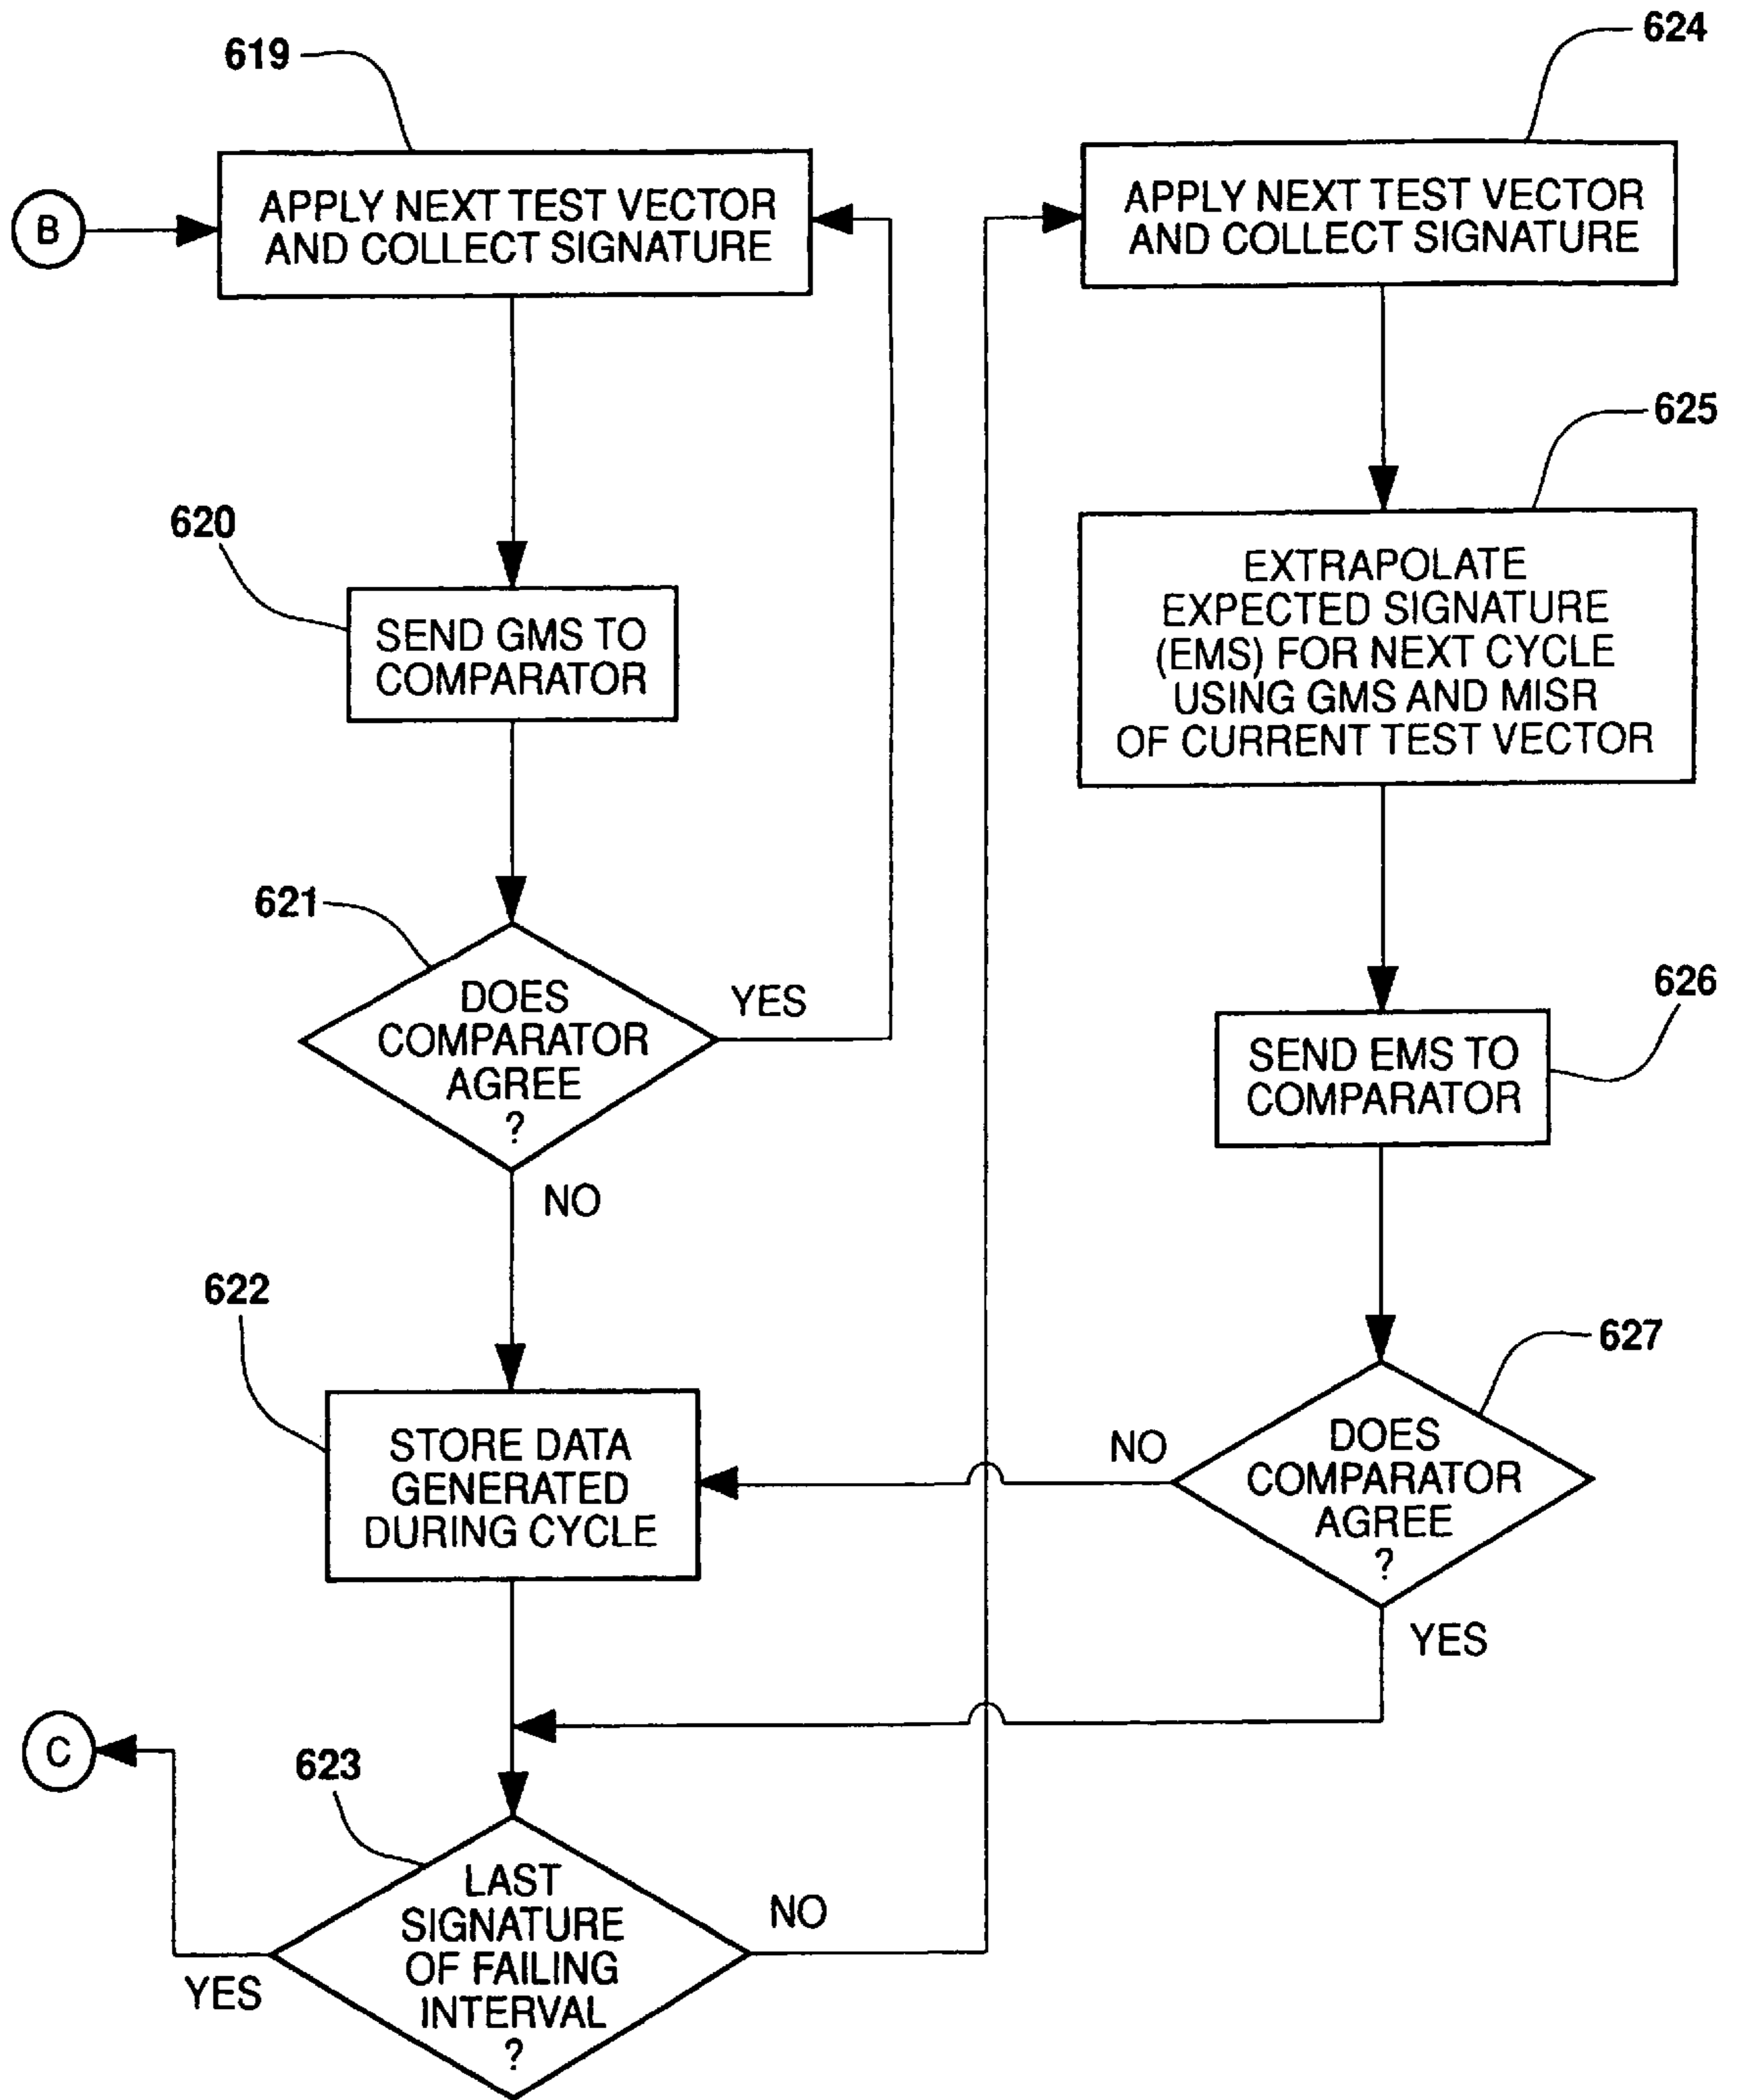 619
B
APPLY NEXT TEST VECTOR
AND COLLECT SIGNATURE
620
SEND GMS TO
COMPARATOR
621
DOES
COMPARATOR
AGREE
?
YES
NO
622
STORE DATA
GENERATED
DURING CYCLE
C
623
LAST
SIGNATURE
OF FAILING
INTERVAL
?
YES
NO
624
APPLY NEXT TEST VECTOR
AND COLLECT SIGNATURE
625
EXTRAPOLATE
EXPECTED SIGNATURE
(EMS) FOR NEXT CYCLE
USING GMS AND MISR
OF CURRENT TEST VECTOR
626
SEND EMS TO
COMPARATOR
627
DOES
COMPARATOR
AGREE
?
NO
YES